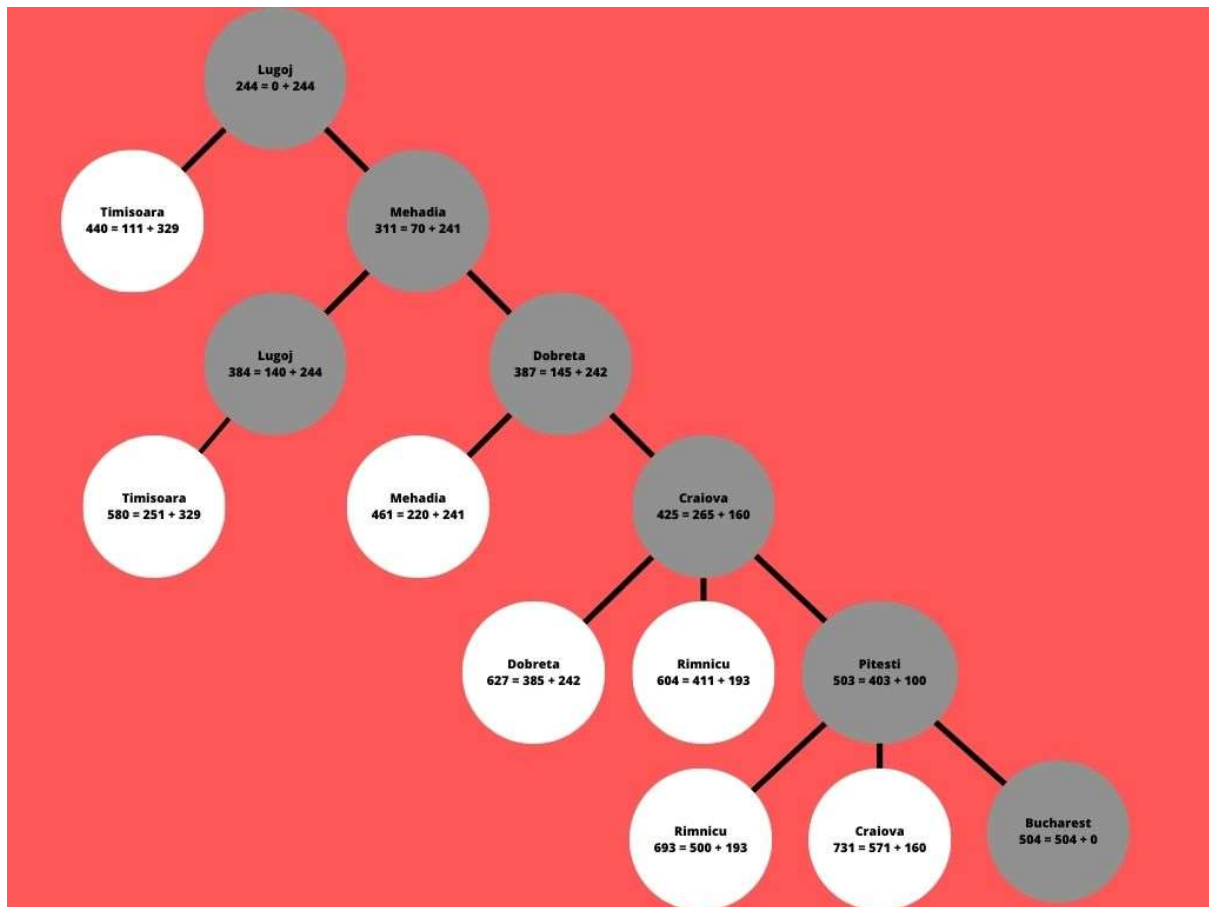 Lugoj
244 = 0 + 244
Timisoara
440 = 111 + 329
Mehadia
311 = 70 + 241
Lugoj
384 = 140 + 244
Dobreta
387 = 145 + 242
Timisoara
580 = 251 + 329
Mehadia
461 = 220 + 241
Craiova
425 = 265 + 160
Dobreta
627 = 385 + 242
Rimnicu
604 = 411 + 193
Pitesti
503 = 403 + 100
Rimnicu
693 = 500 + 193
Craiova
731 = 571 + 160
Bucharest
504 = 504 + 0